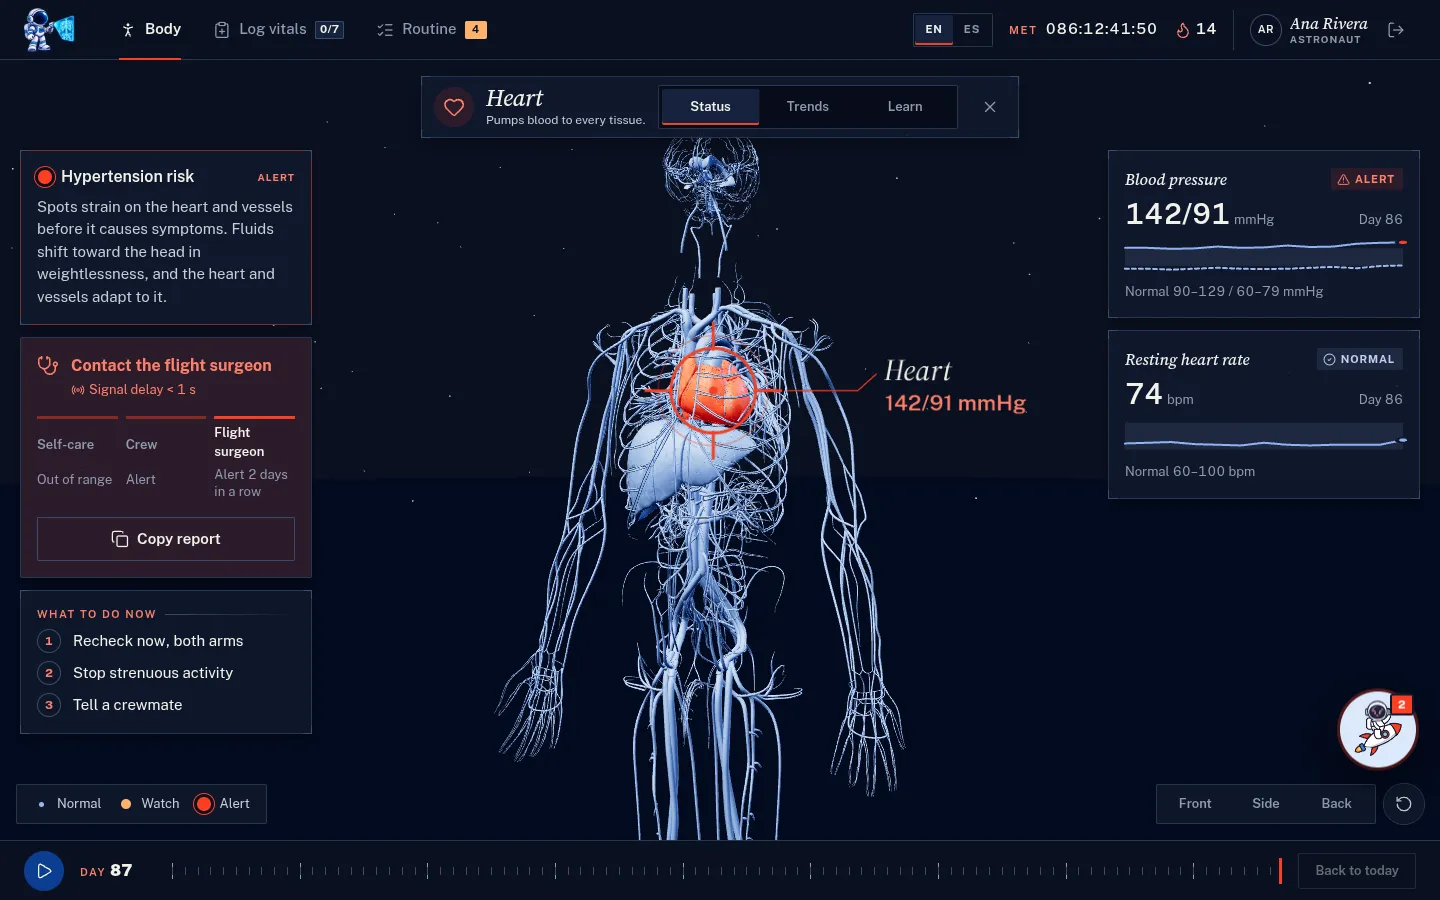 Body
Log vitals 0/7
Routine 4
EN ES
MET 086:12:41:50
14
AR
Ana Rivera
ASTRONAUT
Heart
Pumps blood to every tissue.
Status Trends Learn
Hypertension risk ALERT
Spots strain on the heart and vessels
before it causes symptoms. Fluids
shift toward the head in
weightlessness, and the heart and
vessels adapt to it.
Contact the flight surgeon
Signal delay < 1 s
Self-care
Out of range
Crew
Alert
Flight
surgeon
Alert 2 days
in a row
Copy report
WHAT TO DO NOW
1 Recheck now, both arms
2 Stop strenuous activity
3 Tell a crewmate
Heart
142/91 mmHg
Blood pressure ALERT
142/91 mmHg Day 86
Normal 90–129 / 60–79 mmHg
Resting heart rate NORMAL
74 bpm Day 86
Normal 60–100 bpm
2
Normal Watch Alert
Front Side Back
DAY 87
Back to today